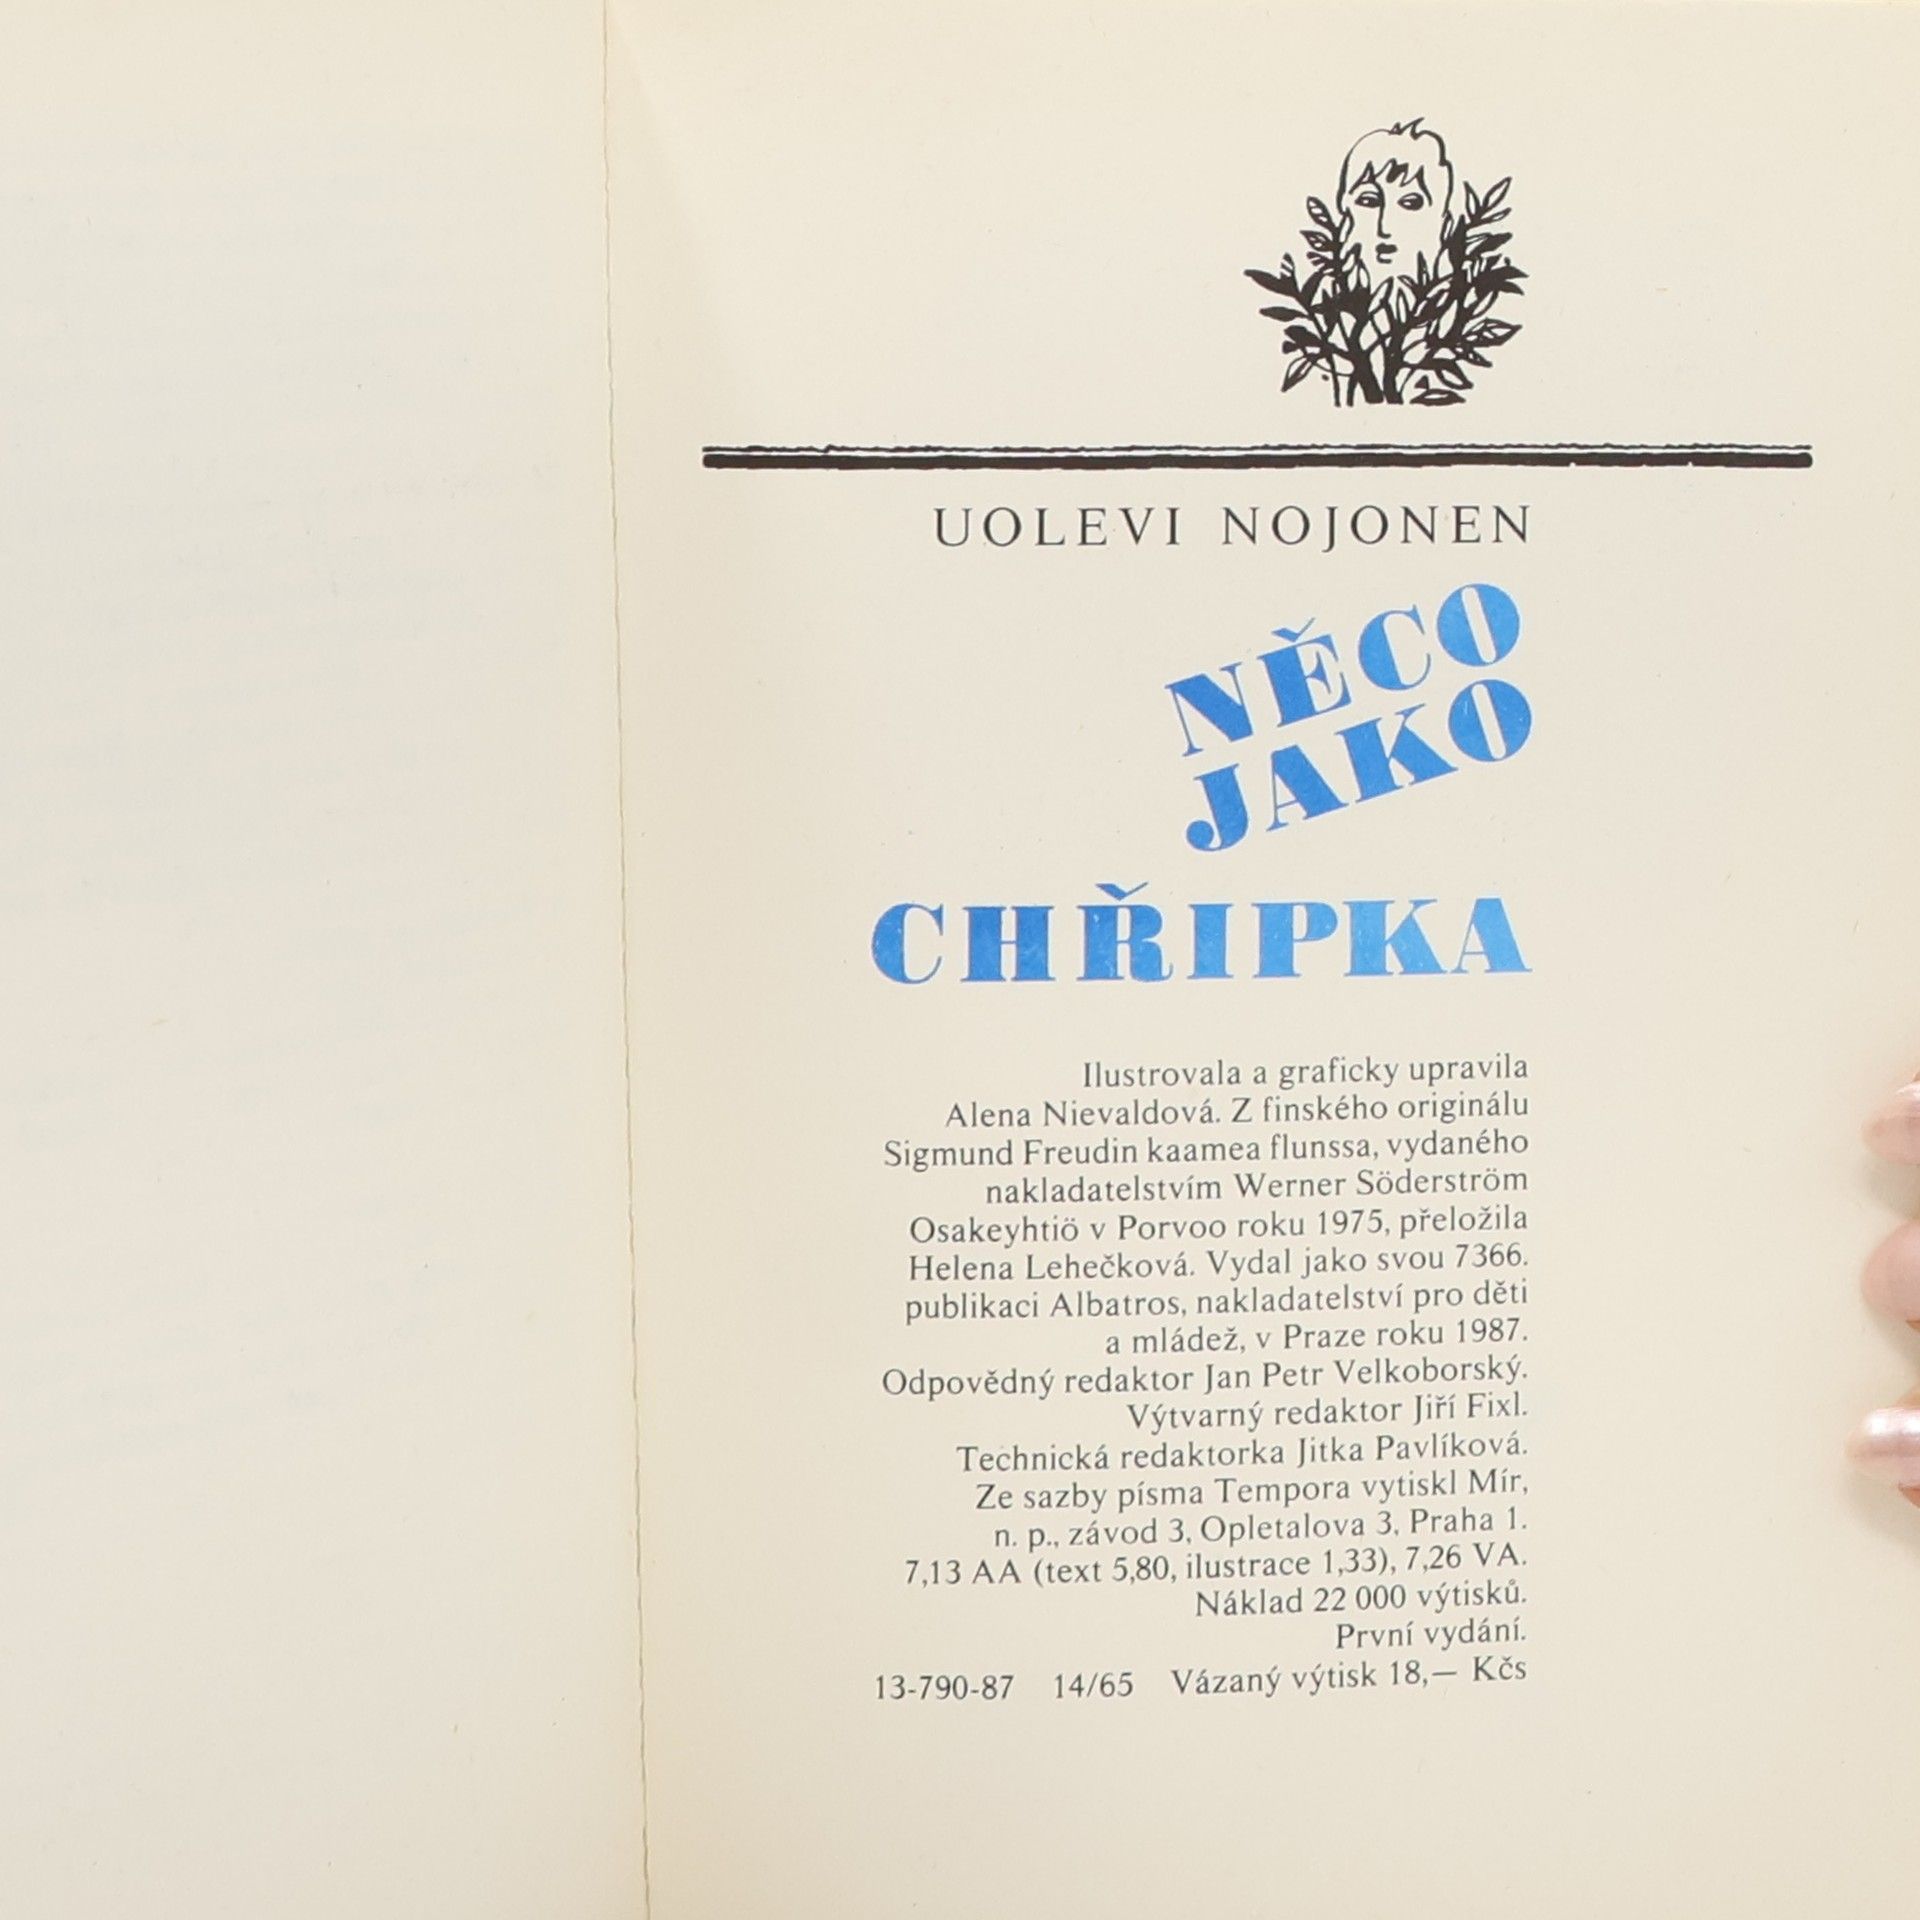 UOLEVI NOJONEN
NĚCO
JAKO
CHŘIPKA
Ilustrovala a graficky upravila
Alena Nievaldová. Z finského originálu
Sigmund Freudin kaamea flunssa, vydaného
nakladatelstvím Werner Söderström
Osakeyhtiö v Porvoo roku 1975, přeložila
Helena Lehečková. Vydal jako svou 7366.
publikaci Albatros, nakladatelství pro děti
a mládež, v Praze roku 1987.
Odpovědný redaktor Jan Petr Velkoborský.
Výtvarný redaktor Jiří Fixl.
Technická redaktorka Jitka Pavlíková.
Ze sazby písma Tempora vytiskl Mír,
n. p., závod 3, Opletalova 3, Praha 1.
7,13 AA (text 5,80, ilustrace 1,33), 7,26 VA.
Náklad 22 000 výtisků.
První vydání.
13-790-87 14/65 Vázaný výtisk 18,— Kčs